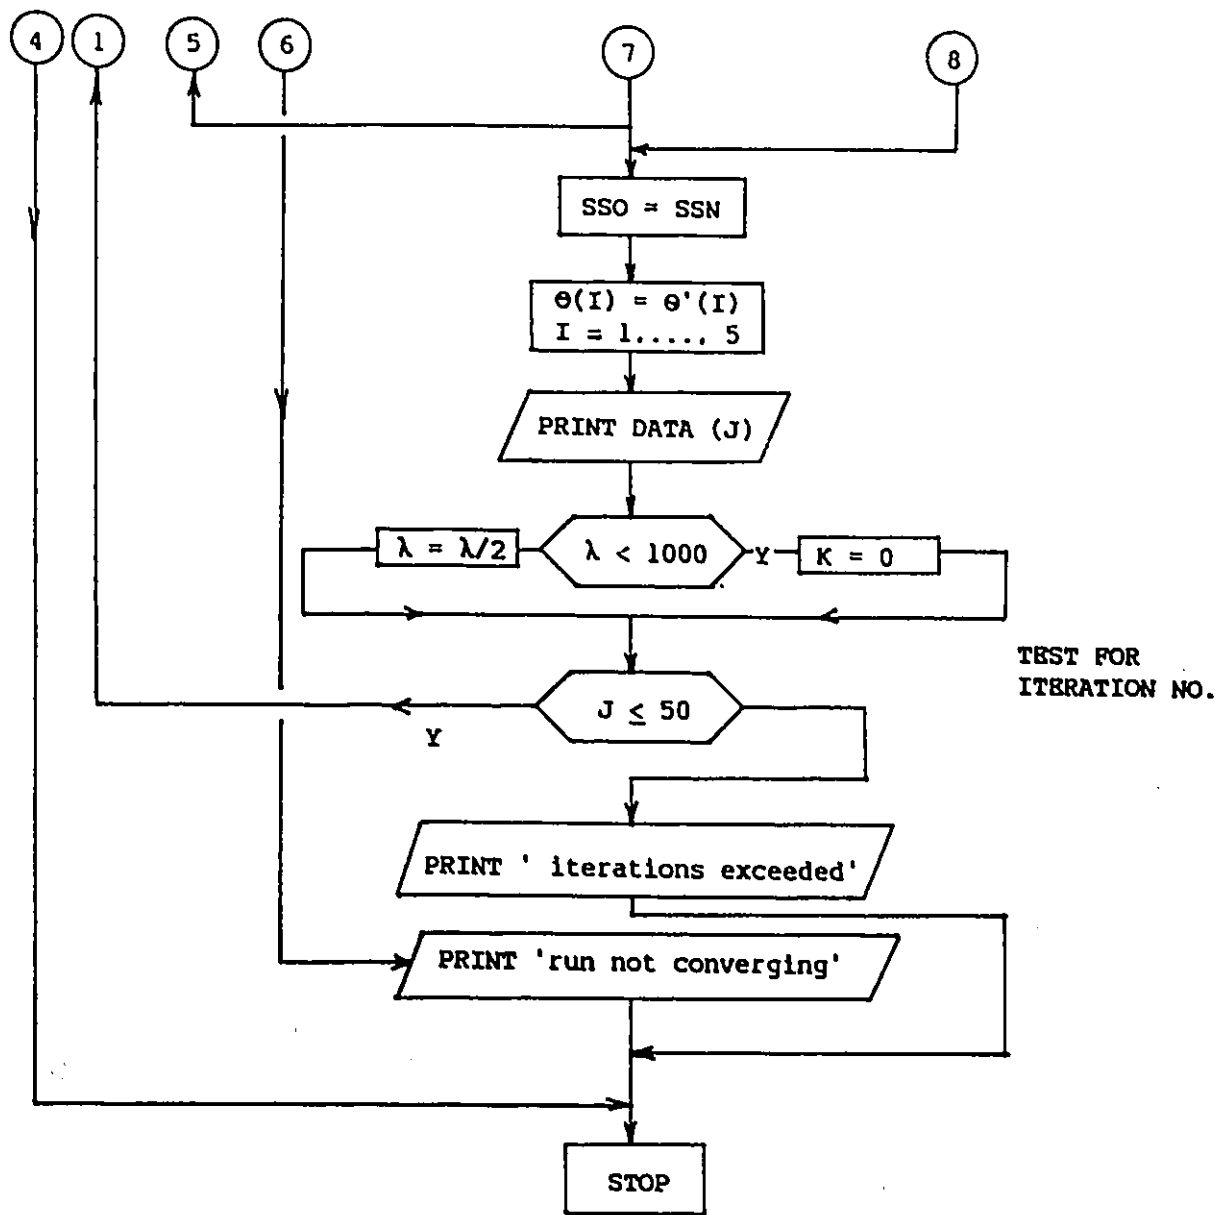 4
1
5
6
7
8
SSO = SSN
Θ(I) = Θ'(I)
I = 1,..., 5
PRINT DATA (J)
λ = λ/2
λ < 1000
Y
K = 0
TEST FOR
ITERATION NO.
J ≤ 50
Y
PRINT ' iterations exceeded'
PRINT 'run not converging'
STOP